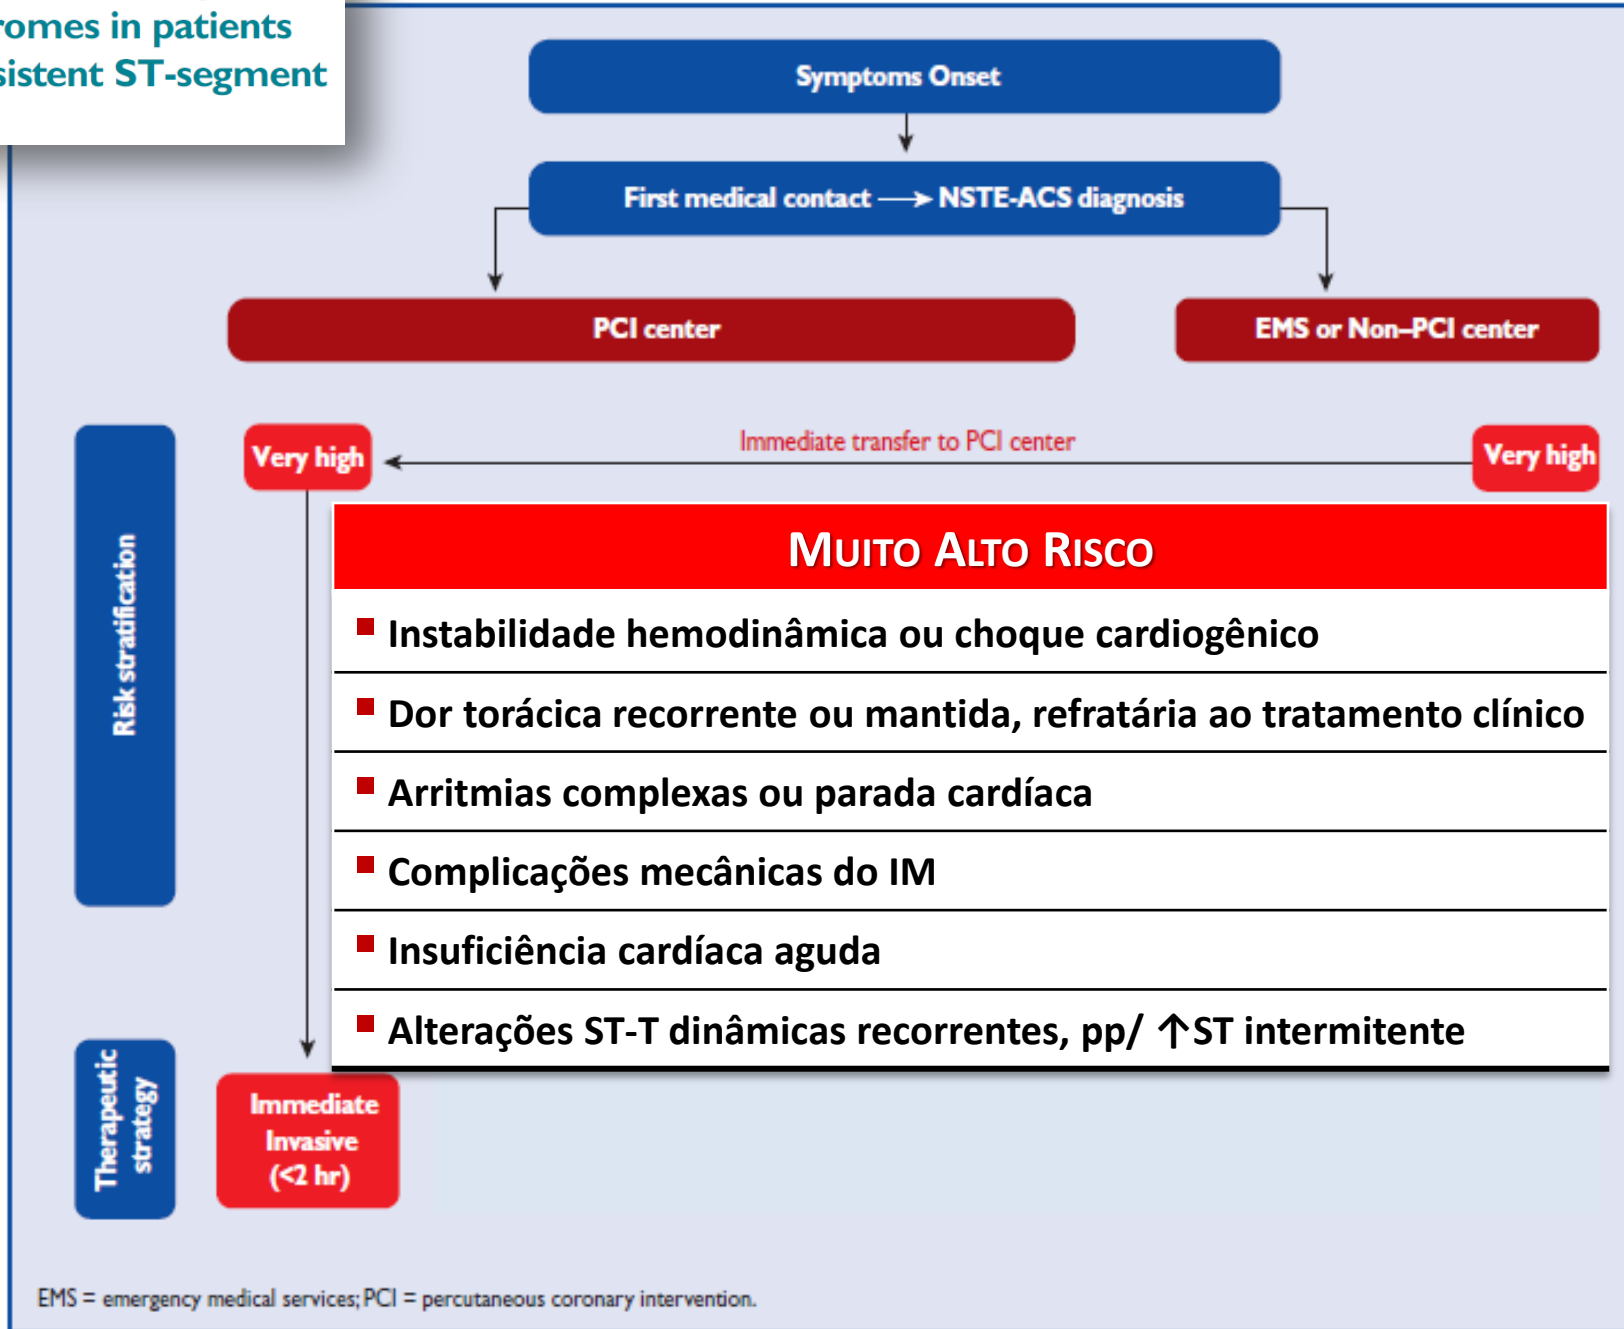 in patients
ST-segment
Symptoms Onset
First medical contact → NSTE-ACS diagnosis
PCI center
EMS or Non–PCI center
Very high
Immediate transfer to PCI center
Very high
Risk stratification
MUITO ALTO RISCO
▪ Instabilidade hemodinâmica ou choque cardiogênico
▪ Dor torácica recorrente ou mantida, refratária ao tratamento clínico
▪ Arritmias complexas ou parada cardíaca
▪ Complicações mecânicas do IM
▪ Insuficiência cardíaca aguda
▪ Alterações ST-T dinâmicas recorrentes, pp/ ↑ST intermitente
Therapeutic
strategy
Immediate
Invasive
(<2 hr)
EMS = emergency medical services; PCI = percutaneous coronary intervention.